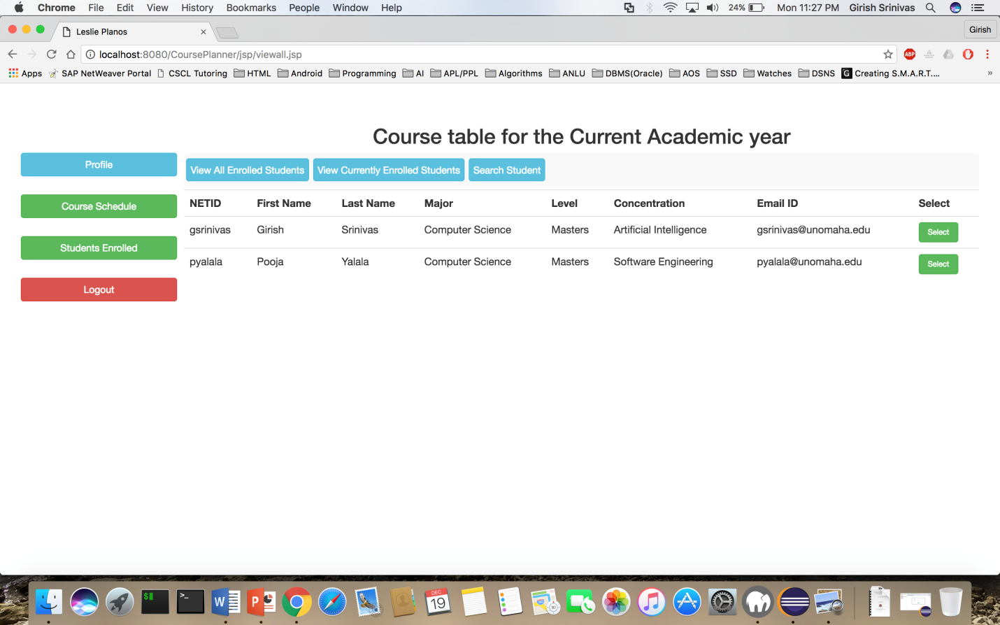 Chrome File Edit View History Bookmarks People Window Help 24% Mon 11:27 PM Girish Srinivas
Leslie Planos Girish
localhost:8080/CoursePlanner/jsp/viewall.jsp ABP
Apps SAP NetWeaver Portal CSCL Tutoring HTML Android Programming AI APL/PPL Algorithms ANLU DBMS(Oracle) AOS SSD Watches DSNS G Creating S.M.A.R.T.... »
Course table for the Current Academic year
Profile
Course Schedule
Students Enrolled
Logout
View All Enrolled Students View Currently Enrolled Students Search Student
NETID First Name Last Name Major Level Concentration Email ID Select
gsrinivas Girish Srinivas Computer Science Masters Artificial Intelligence gsrinivas@unomaha.edu Select
pyalala Pooja Yalala Computer Science Masters Software Engineering pyalala@unomaha.edu Select
$ >_ W P DEC 19